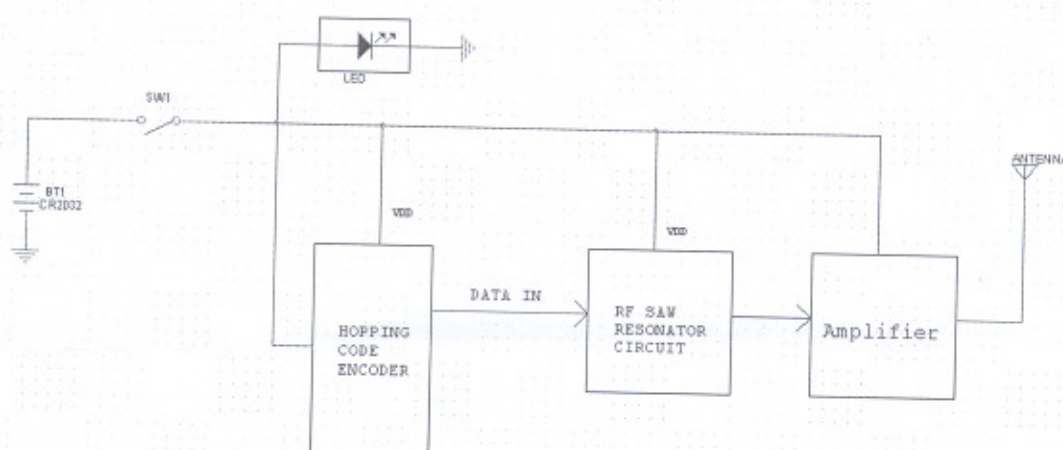 LED
SW1
ANTENNA
BT1
CR2032
VDD
VDD
DATA IN
HOPPING
CODE
ENCODER
RF SAW
RESONATOR
CIRCUIT
Amplifier